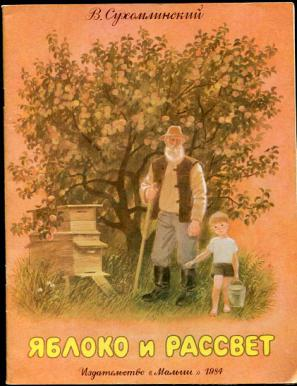 В. Сухомлинский
ЯБЛОКО и РАССВЕТ
Издательство «Малыш» 1984